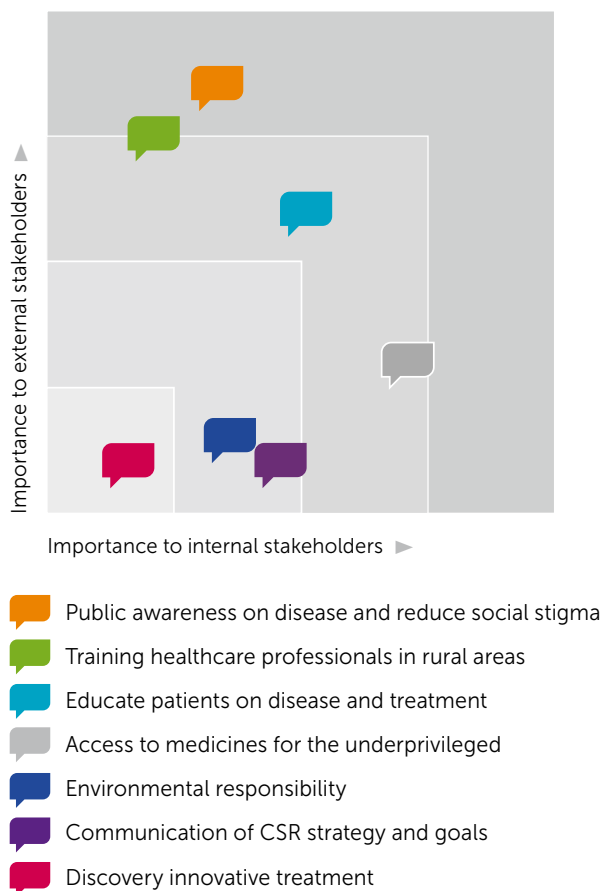 Importance to external stakeholders
Importance to internal stakeholders
Public awareness on disease and reduce social stigma
Training healthcare professionals in rural areas
Educate patients on disease and treatment
Access to medicines for the underprivileged
Environmental responsibility
Communication of CSR strategy and goals
Discovery innovative treatment